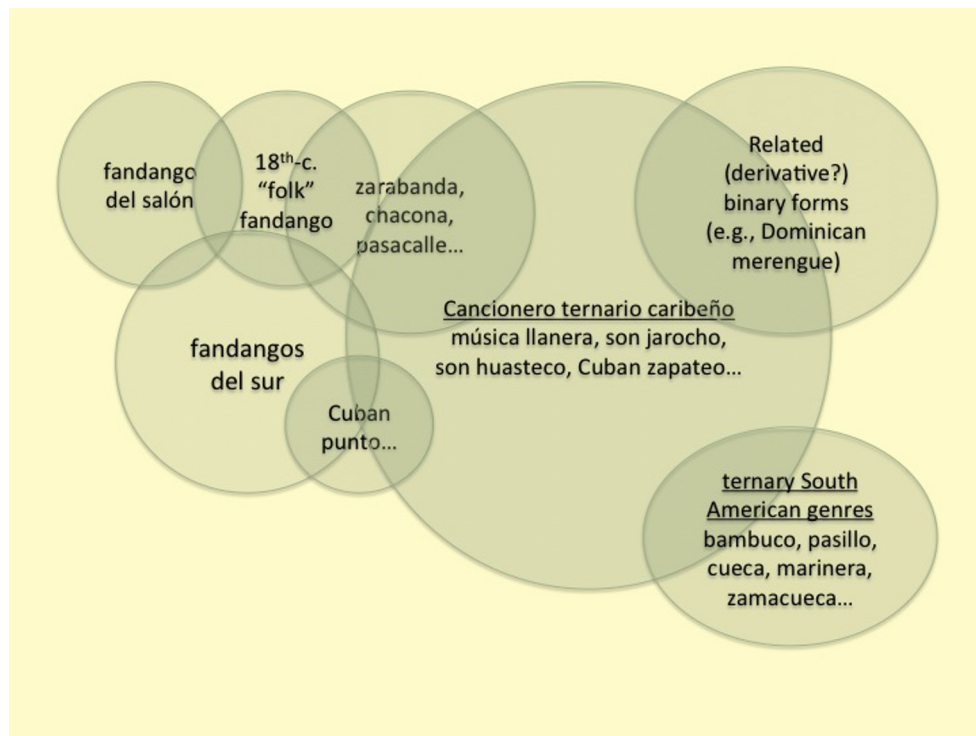 fandango
del salón
18th-c.
“folk”
fandango
zarabanda,
chacona,
pasacalle...
Related
(derivative?)
binary forms
(e.g., Dominican
merengue)
Cancionero ternario caribeño
música llanera, son jarocho,
son huasteco, Cuban zapateo...
fandangos
del sur
Cuban
punto...
ternary South
American genres
bambuco, pasillo,
cueca, marinera,
zamacueca...